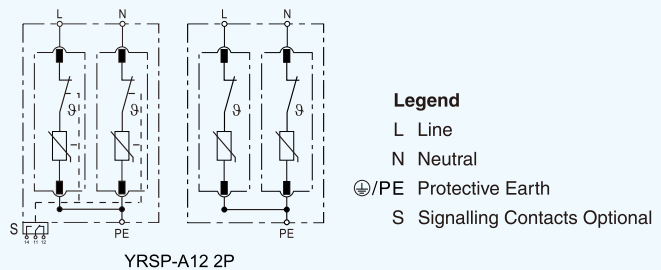 L N L N
ϑ ϑ ϑ ϑ
S 14 11 12 PE PE
YRSP-A12 2P
Legend
L Line
N Neutral
⏚/PE Protective Earth
S Signalling Contacts Optional